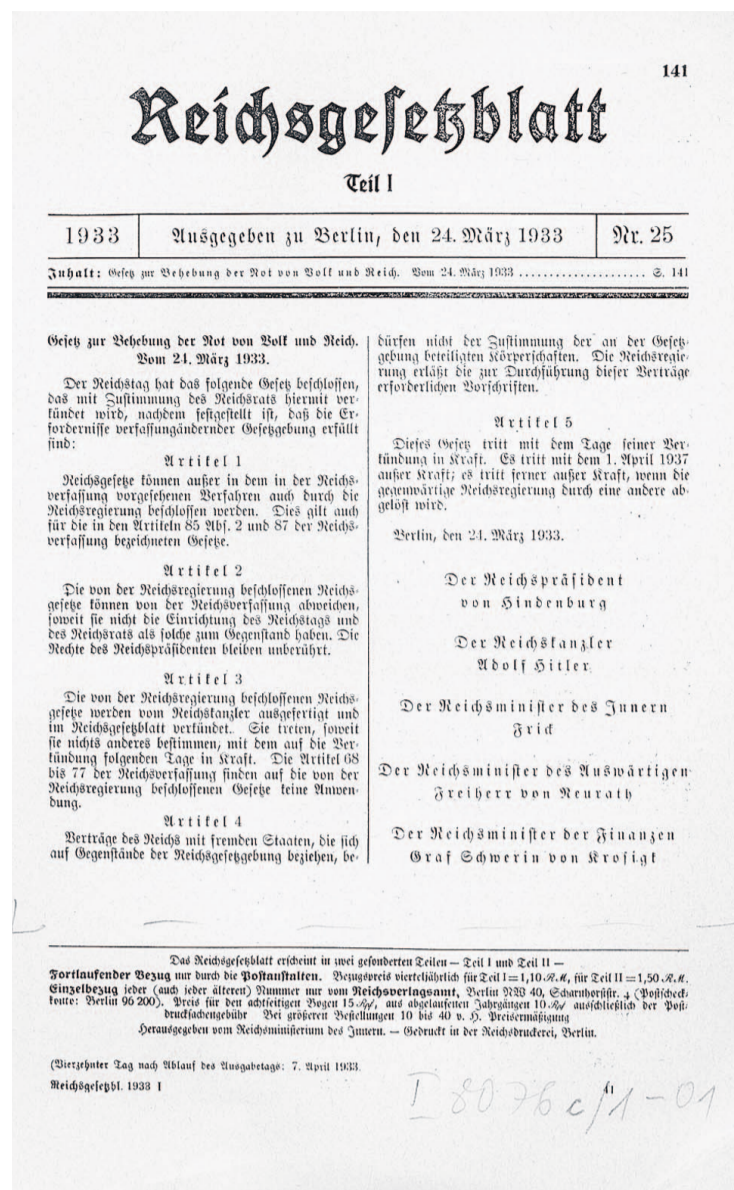 141
Reichsgesetzblatt
Teil I
1933
Ausgegeben zu Berlin, den 24. März 1933
Nr. 25
Inhalt: Gesetz zur Behebung der Not von Volk und Reich. Vom 24. März 1933 ..................... S. 141
Gesetz zur Behebung der Not von Volk und Reich.
Vom 24. März 1933.
Der Reichstag hat das folgende Gesetz beschlossen,
das mit Zustimmung des Reichsrats hiermit ver-
kündet wird, nachdem festgestellt ist, daß die Er-
fordernisse verfassungändernder Gesetzgebung erfüllt
sind:
Artikel 1
Reichsgesetze können außer in dem in der Reichs-
verfassung vorgesehenen Verfahren auch durch die
Reichsregierung beschlossen werden. Dies gilt auch
für die in den Artikeln 85 Abs. 2 und 87 der Reichs-
verfassung bezeichneten Gesetze.
Artikel 2
Die von der Reichsregierung beschlossenen Reichs-
gesetze können von der Reichsverfassung abweichen,
soweit sie nicht die Einrichtung des Reichstags und
des Reichsrats als solche zum Gegenstand haben. Die
Rechte des Reichspräsidenten bleiben unberührt.
Artikel 3
Die von der Reichsregierung beschlossenen Reichs-
gesetze werden vom Reichskanzler ausgefertigt und
im Reichsgesetzblatt verkündet. Sie treten, soweit
sie nichts anderes bestimmen, mit dem auf die Ver-
kündung folgenden Tage in Kraft. Die Artikel 68
bis 77 der Reichsverfassung finden auf die von der
Reichsregierung beschlossenen Gesetze keine Anwen-
dung.
Artikel 4
Verträge des Reichs mit fremden Staaten, die sich
auf Gegenstände der Reichsgesetzgebung beziehen, be-
dürfen nicht der Zustimmung der an der Gesetz-
gebung beteiligten Körperschaften. Die Reichsregie-
rung erläßt die zur Durchführung dieser Verträge
erforderlichen Vorschriften.
Artikel 5
Dieses Gesetz tritt mit dem Tage seiner Ver-
kündung in Kraft. Es tritt mit dem 1. April 1937
außer Kraft; es tritt ferner außer Kraft, wenn die
gegenwärtige Reichsregierung durch eine andere ab-
gelöst wird.
Berlin, den 24. März 1933.
Der Reichspräsident
von Hindenburg
Der Reichskanzler
Adolf Hitler
Der Reichsminister des Innern
Frick
Der Reichsminister des Auswärtigen
Freiherr von Neurath
Der Reichsminister der Finanzen
Graf Schwerin von Krosigk
Das Reichsgesetzblatt erscheint in zwei gesonderten Teilen — Teil I und Teil II —
Fortlaufender Bezug nur durch die Postanstalten. Bezugspreis vierteljährlich für Teil I = 1,10 RM, für Teil II = 1,50 RM.
Einzelbezug jeder (auch jeder älteren) Nummer nur vom Reichsverlagsamt, Berlin NW 40, Scharnhorststr. 4 (Postscheck-
konto: Berlin 96 200). Preis für den achtseitigen Bogen 15 Rpf, aus abgelaufenen Jahrgängen 10 Rpf ausschließlich der Post-
drucksachengebühr Bei größeren Bestellungen 10 bis 40 v. H. Preisermäßigung
Herausgegeben vom Reichsministerium des Innern. — Gedruckt in der Reichsdruckerei, Berlin.
(Vierzehnter Tag nach Ablauf des Ausgabetags: 7. April 1933.
Reichsgesetzbl. 1933 I
41
I 8076 c/1-01